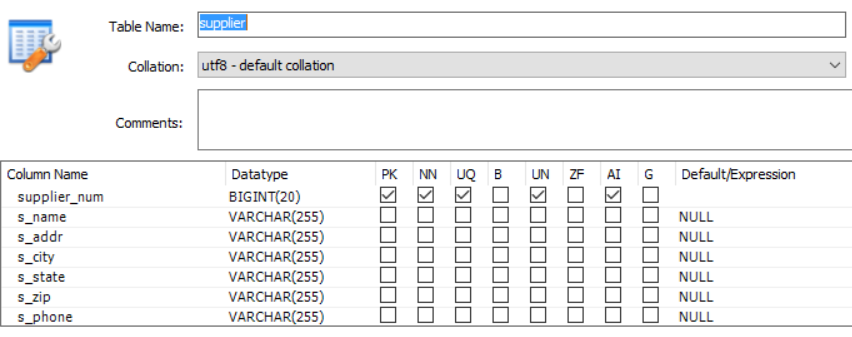 Table Name: supplier
Collation: utf8 - default collation
Comments:
Column Name Datatype PK NN UQ B UN ZF AI G Default/Expression
supplier_num BIGINT(20)
s_name VARCHAR(255) NULL
s_addr VARCHAR(255) NULL
s_city VARCHAR(255) NULL
s_state VARCHAR(255) NULL
s_zip VARCHAR(255) NULL
s_phone VARCHAR(255) NULL